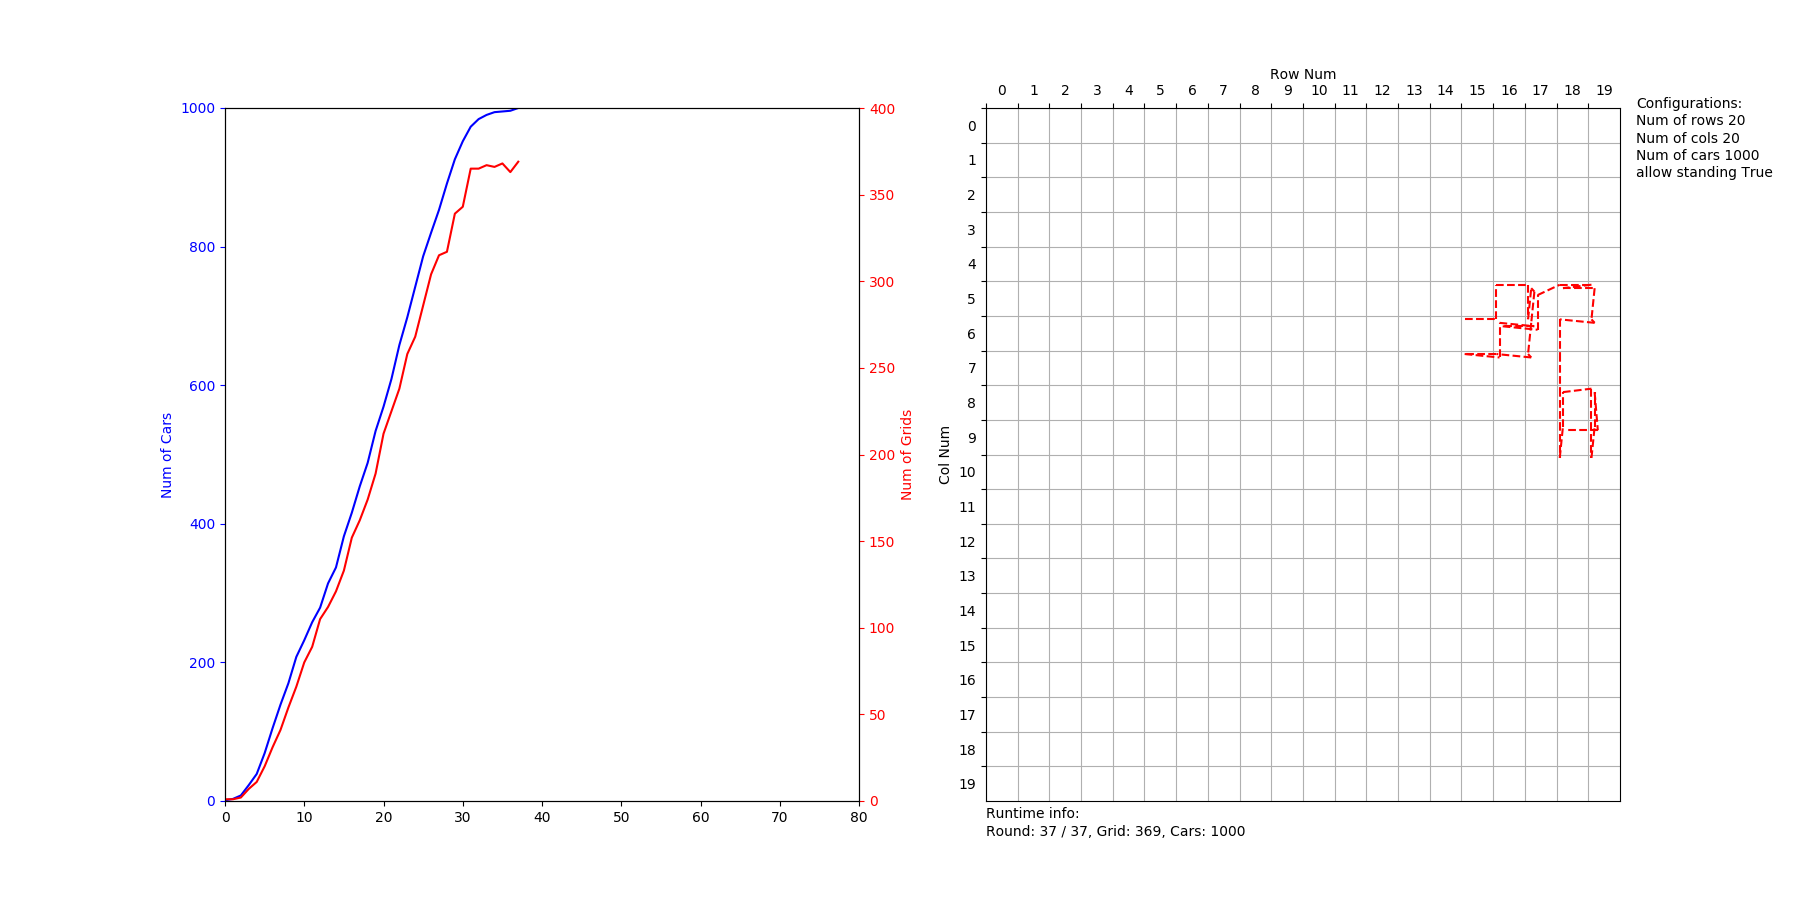 Row Num
0 1 2 3 4 5 6 7 8 9 10 11 12 13 14 15 16 17 18 19
Configurations:
Num of rows 20
Num of cols 20
Num of cars 1000
allow standing True
1000
800
600
400
200
0
Num of Cars
0 10 20 30 40 50 60 70 80
400
350
300
250
200
150
100
50
0
Num of Grids
Col Num
0
1
2
3
4
5
6
7
8
9
10
11
12
13
14
15
16
17
18
19
Runtime info:
Round: 37 / 37, Grid: 369, Cars: 1000